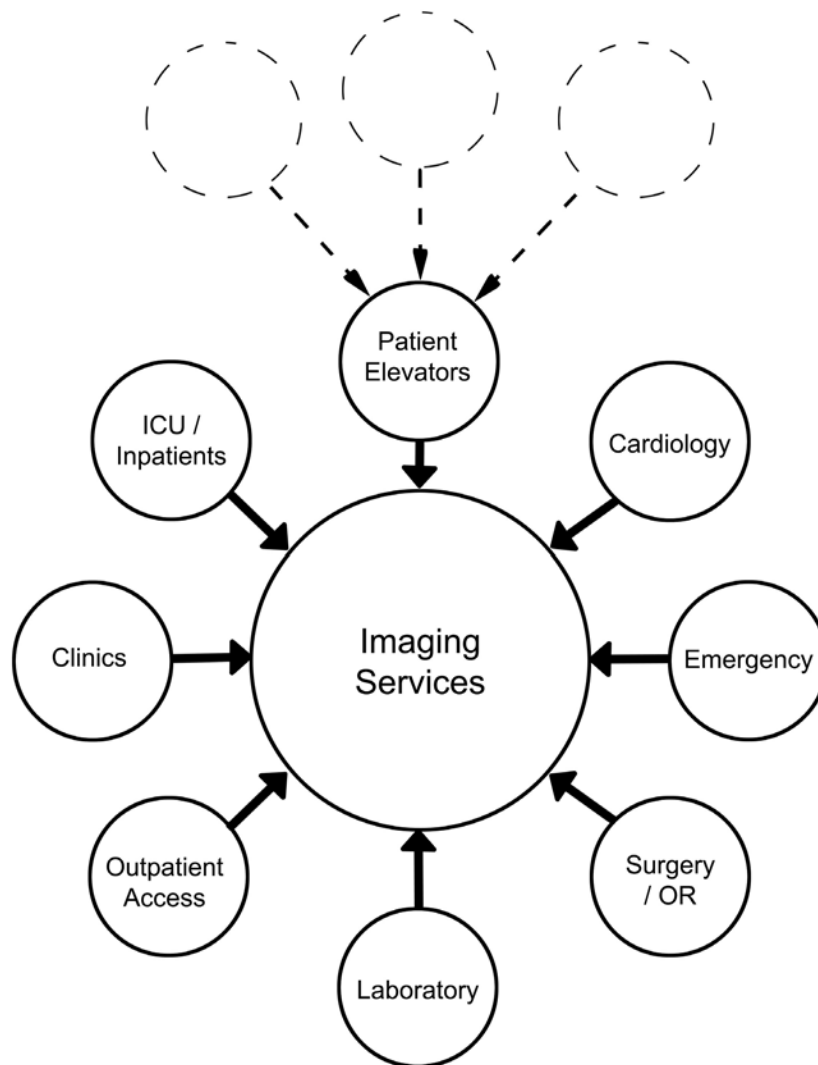 Patient
Elevators
ICU /
Inpatients
Cardiology
Clinics
Imaging
Services
Emergency
Outpatient
Access
Surgery
/ OR
Laboratory